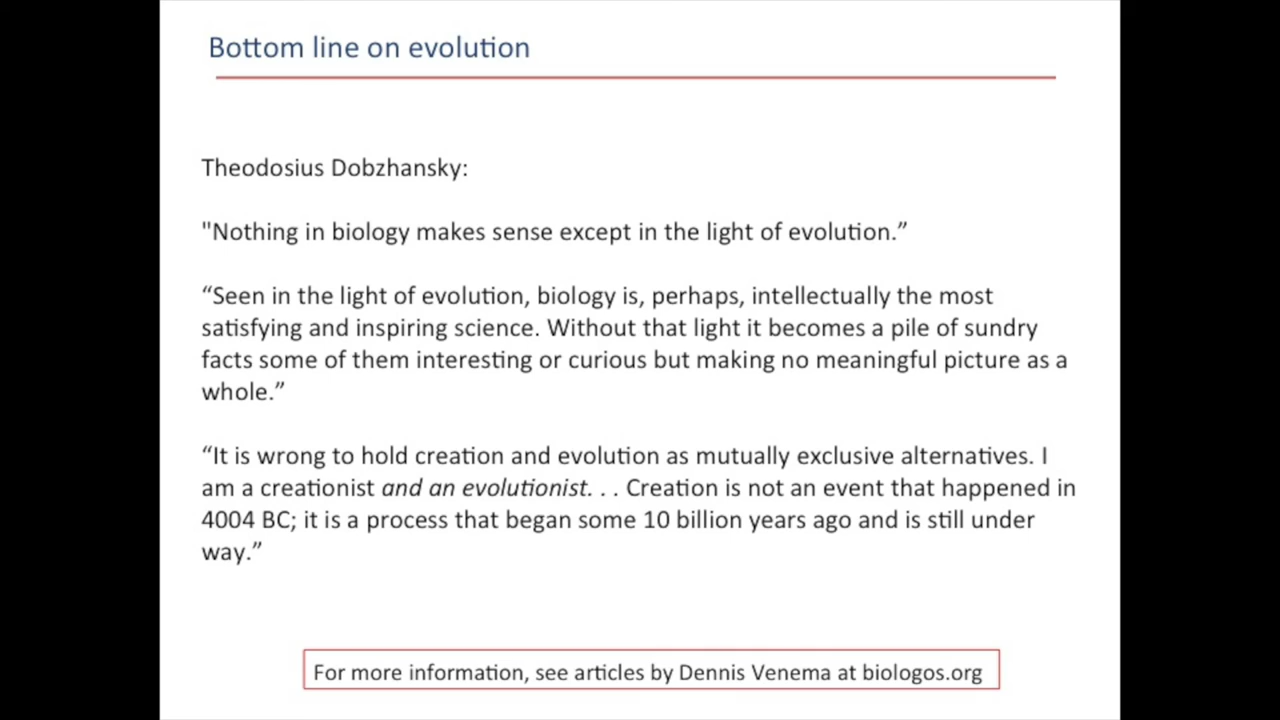 Bottom line on evolution
Theodosius Dobzhansky:
"Nothing in biology makes sense except in the light of evolution.”
“Seen in the light of evolution, biology is, perhaps, intellectually the most
satisfying and inspiring science. Without that light it becomes a pile of sundry
facts some of them interesting or curious but making no meaningful picture as a
whole.”
“It is wrong to hold creation and evolution as mutually exclusive alternatives. I
am a creationist and an evolutionist. . . Creation is not an event that happened in
4004 BC; it is a process that began some 10 billion years ago and is still under
way.”
For more information, see articles by Dennis Venema at biologos.org